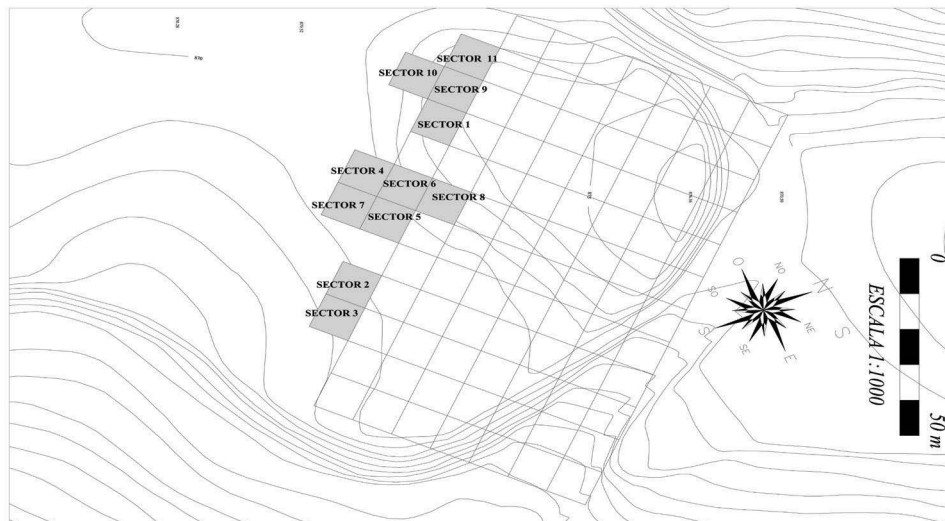 SECTOR 11
SECTOR 10
SECTOR 9
SECTOR 1
SECTOR 4
SECTOR 6
SECTOR 8
SECTOR 7
SECTOR 5
SECTOR 2
SECTOR 3
O
NO
N
SO
NE
S
SE
E
S
0
ESCALA 1:1000
50 m